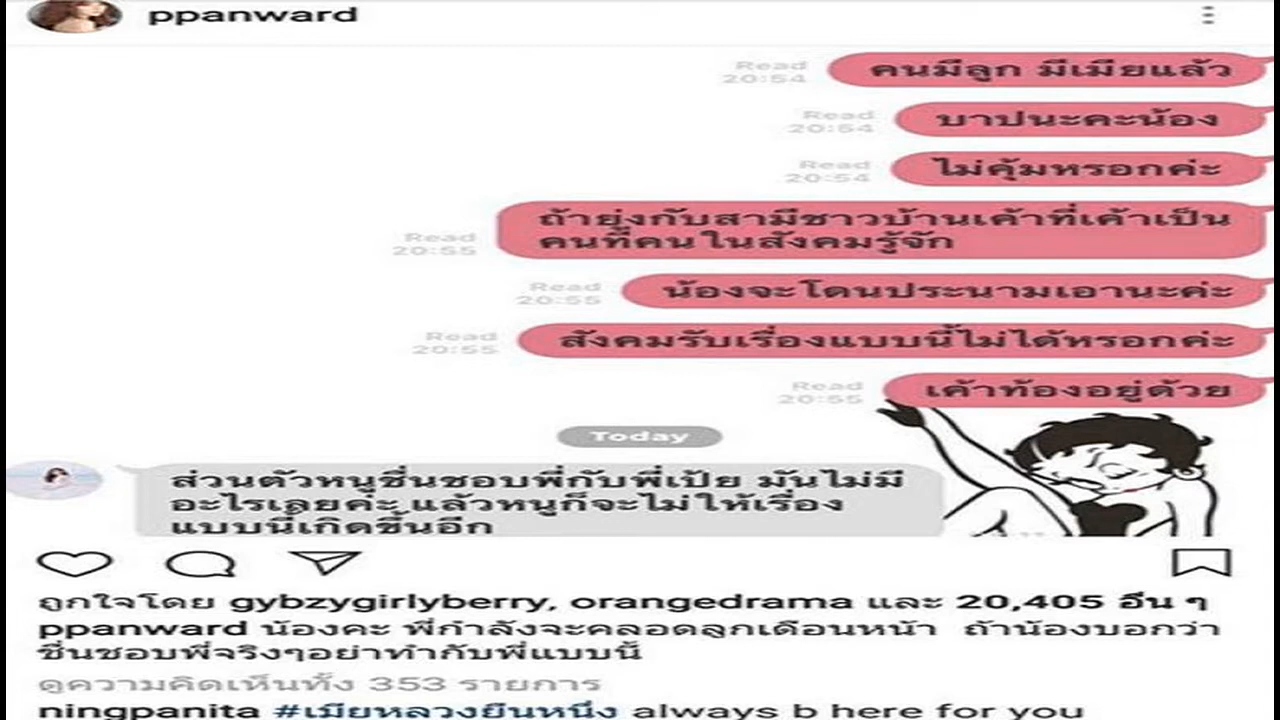 ppanward
Read
20:54
คนมีลูก มีเมียแล้ว
Read
20:54
บาปนะคะน้อง
Read
20:54
ไม่คุ้มหรอกค่ะ
ถ้ายุ่งกับสามีชาวบ้านเค้าที่เค้าเป็น
คนที่คนในสังคมรู้จัก
Read
20:55
Read
20:55
น้องจะโดนประนามเอานะค่ะ
Read
20:55
สังคมรับเรื่องแบบนี้ไม่ได้หรอกค่ะ
Read
20:55
เค้าท้องอยู่ด้วย
Today
ส่วนตัวหนูชื่นชอบพี่กับพี่เป้ย มันไม่มี
อะไรเลยค่ะ แล้วหนูก็จะไม่ให้เรื่อง
แบบนี้เกิดขึ้นอีก
ถูกใจโดย gybzygirlyberry, orangedrama และ 20,405 อื่น ๆ
ppanward น้องคะ พี่กำลังจะคลอดลูกเดือนหน้า ถ้าน้องบอกว่า
ชื่นชอบพี่จริงๆอย่าทำกับพี่แบบนี้
ดูความคิดเห็นทั้ง 353 รายการ
ningpanita #เมียหลวงยืนหนึ่ง always b here for you